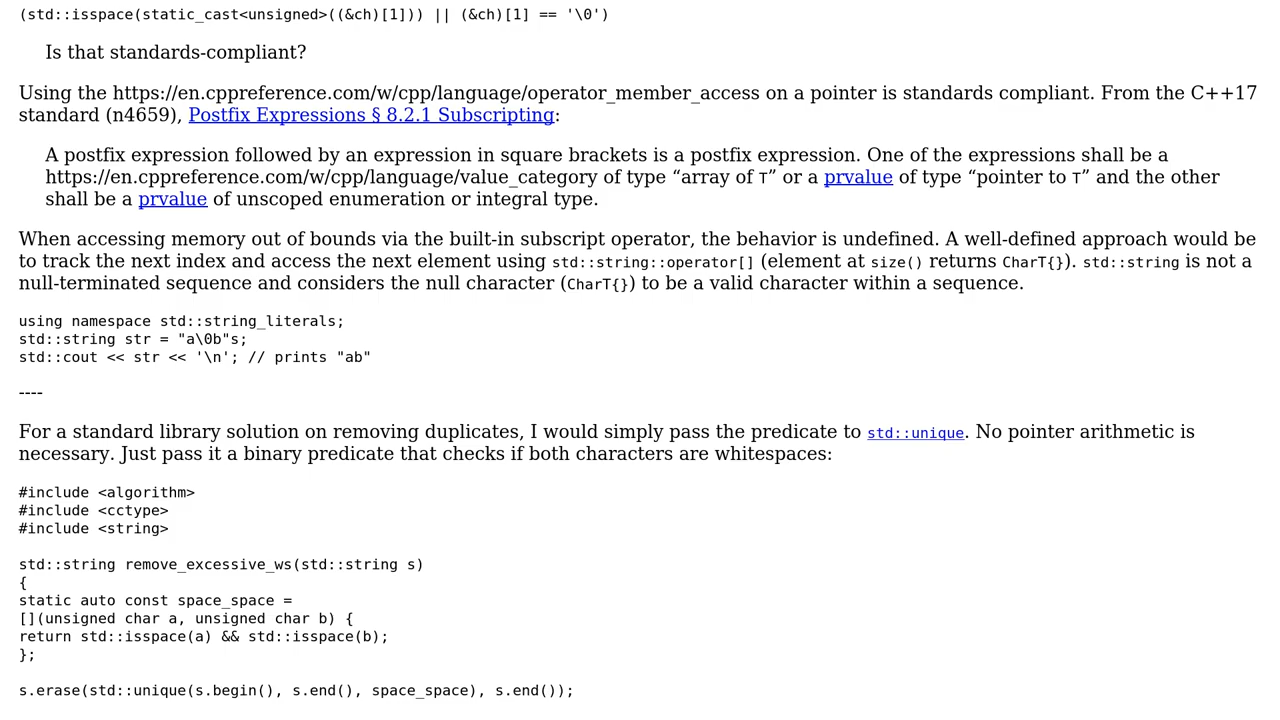 (std::isspace(static_cast<unsigned>((&ch)[1])) || (&ch)[1] == '\0')
Is that standards-compliant?
Using the https://en.cppreference.com/w/cpp/language/operator_member_access on a pointer is standards compliant. From the C++17
standard (n4659), Postfix Expressions § 8.2.1 Subscripting:
A postfix expression followed by an expression in square brackets is a postfix expression. One of the expressions shall be a
https://en.cppreference.com/w/cpp/language/value_category of type “array of T” or a prvalue of type “pointer to T” and the other
shall be a prvalue of unscoped enumeration or integral type.
When accessing memory out of bounds via the built-in subscript operator, the behavior is undefined. A well-defined approach would be
to track the next index and access the next element using std::string::operator[] (element at size() returns CharT{}). std::string is not a
null-terminated sequence and considers the null character (CharT{}) to be a valid character within a sequence.
using namespace std::string_literals;
std::string str = "a\0b"s;
std::cout << str << '\n'; // prints "ab"
----
For a standard library solution on removing duplicates, I would simply pass the predicate to std::unique. No pointer arithmetic is
necessary. Just pass it a binary predicate that checks if both characters are whitespaces:
#include <algorithm>
#include <cctype>
#include <string>
std::string remove_excessive_ws(std::string s)
{
static auto const space_space =
[](unsigned char a, unsigned char b) {
return std::isspace(a) && std::isspace(b);
};
s.erase(std::unique(s.begin(), s.end(), space_space), s.end());